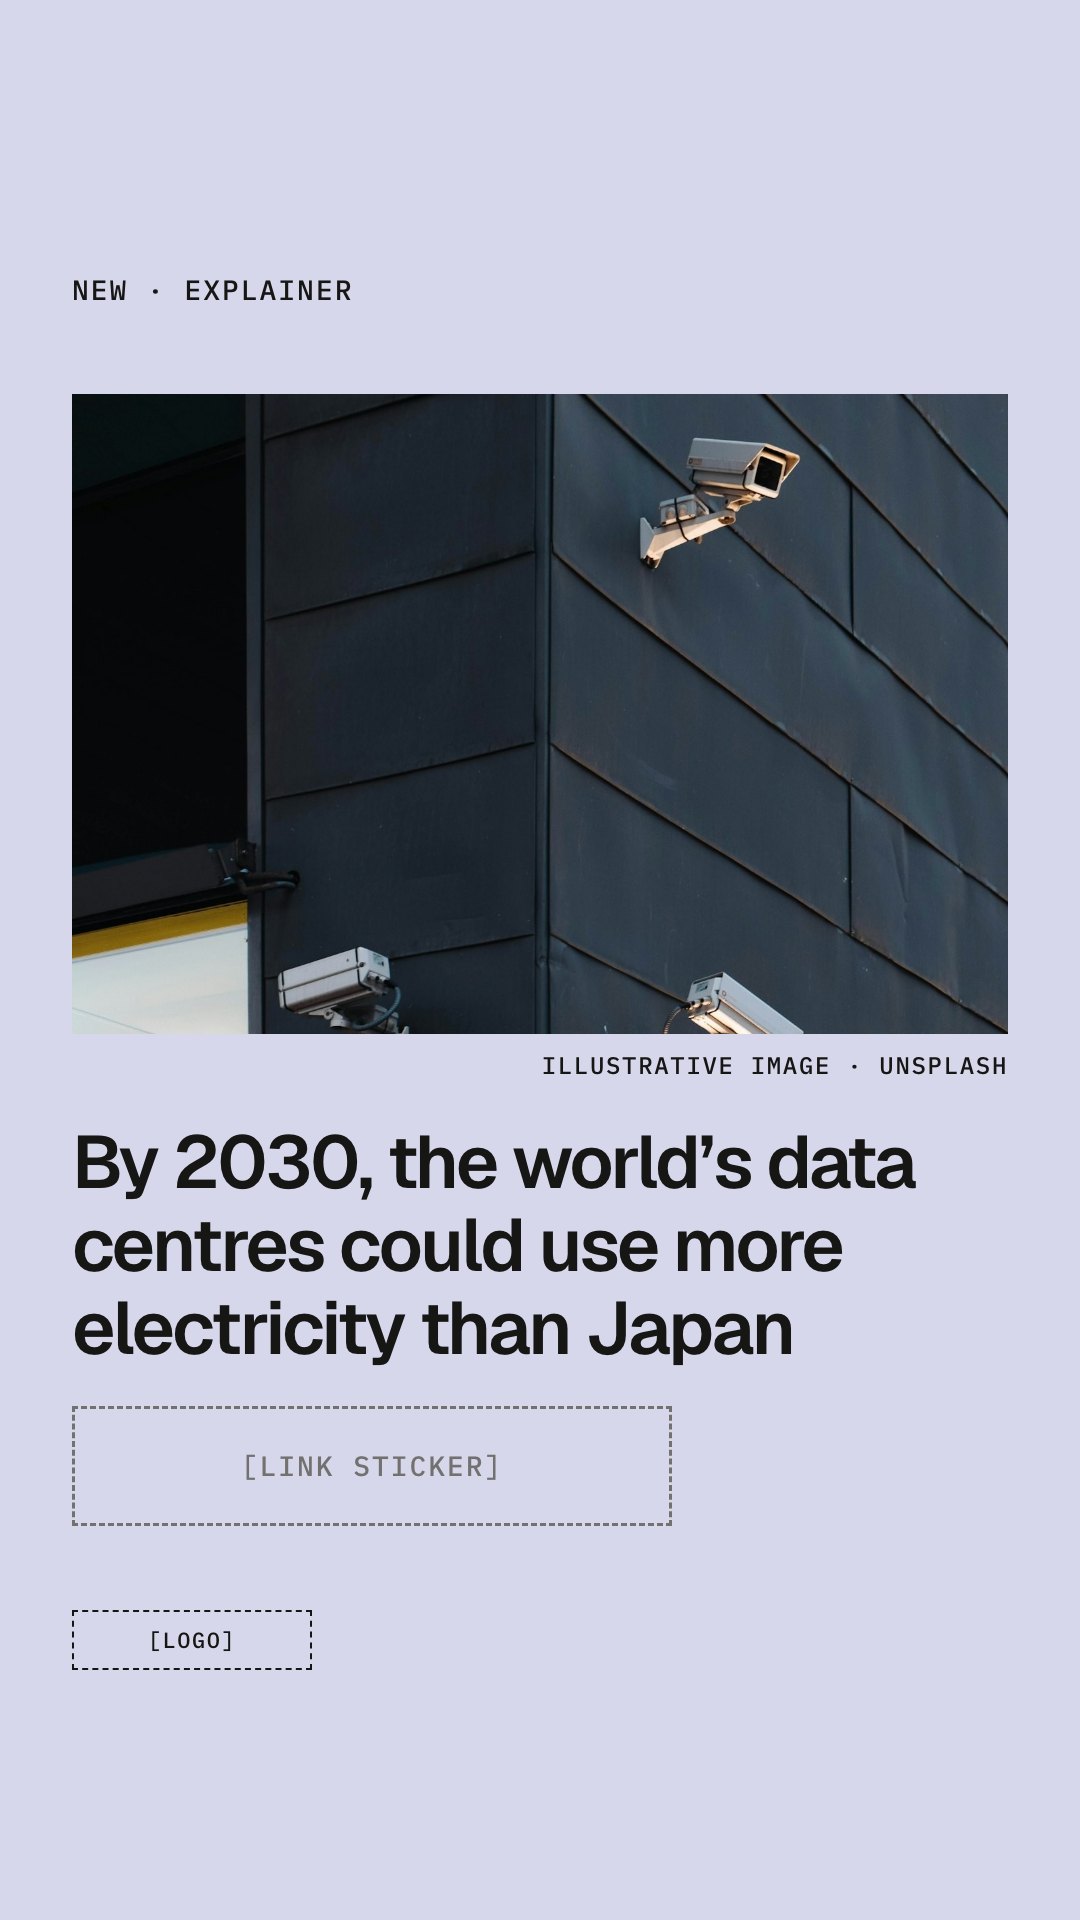 NEW · EXPLAINER
ILLUSTRATIVE IMAGE · UNSPLASH
By 2030, the world’s data
centres could use more
electricity than Japan
[LINK STICKER]
[LOGO]